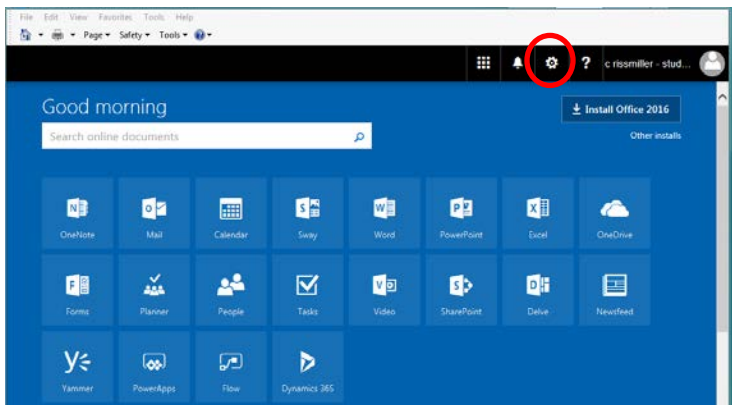 File Edit View Favorites Tools Help
Page Safety Tools
? c rissmiller - stud...
Good morning
Install Office 2016
Search online documents
Other installs
N OneNote
o Mail
Calendar
S Sway
W Word
P PowerPoint
X Excel
OneDrive
F Forms
Planner
People
Tasks
V Video
S SharePoint
D Delve
Newsfeed
Y Yammer
PowerApps
Flow
Dynamics 365